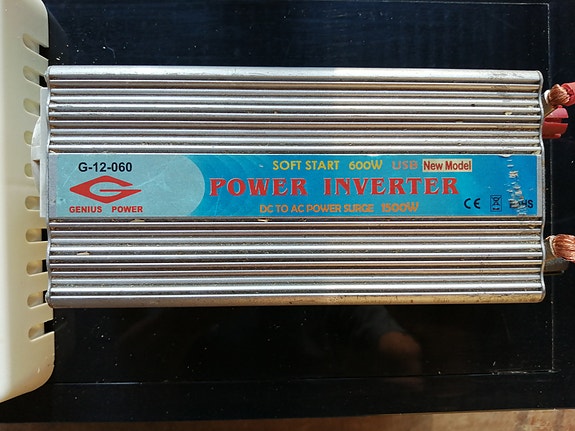 G-12-060
GENIUS POWER
SOFT START 600W USB New Model
POWER INVERTER
DC TO AC POWER SURGE 1500W
CE